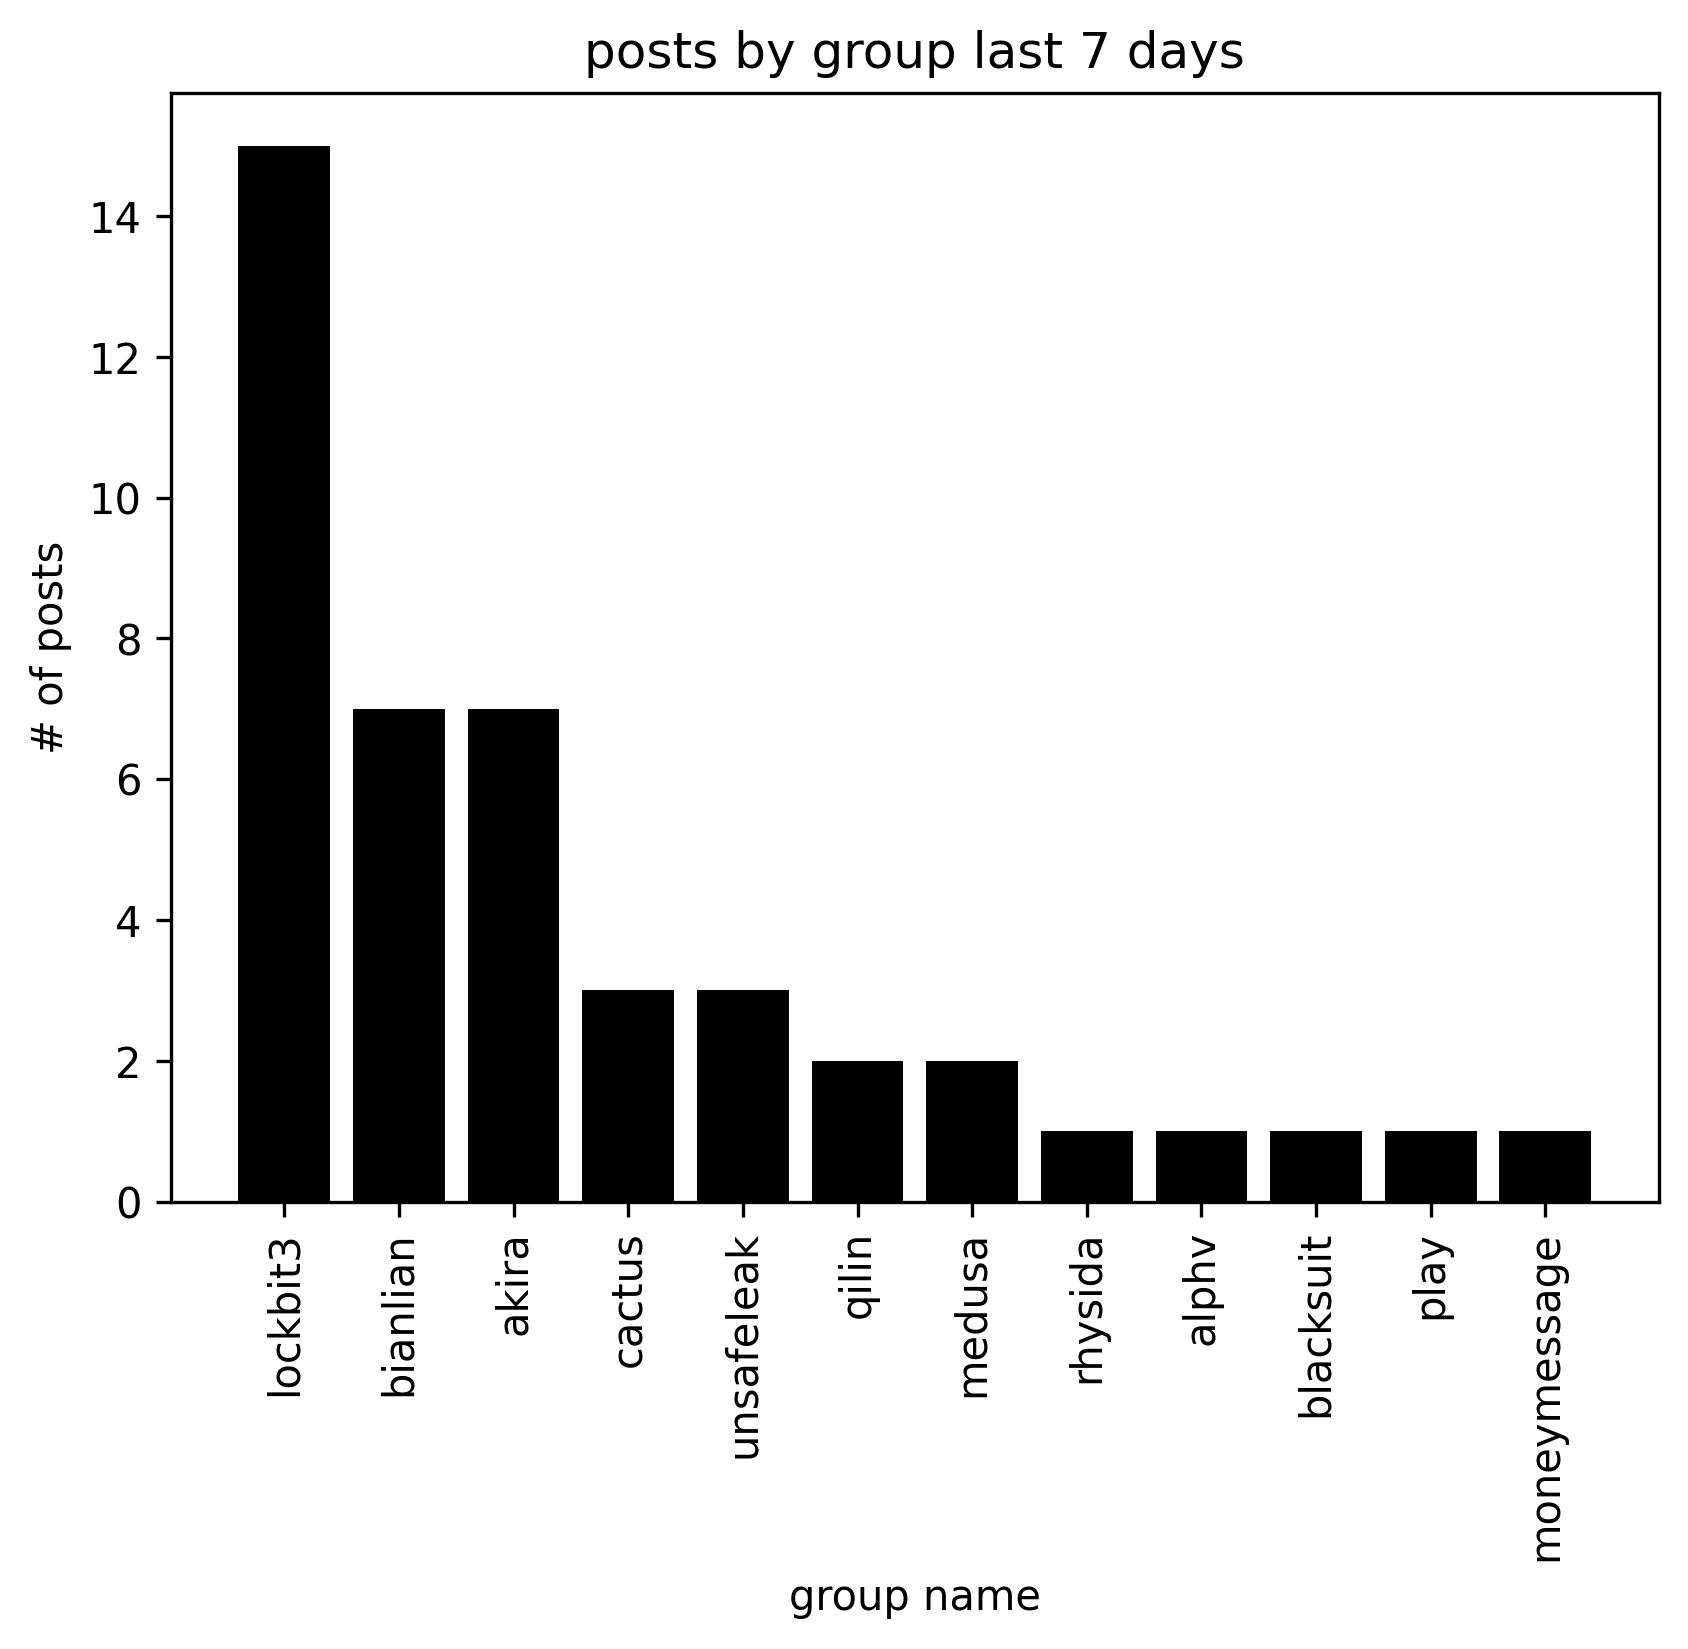 posts by group last 7 days
# of posts
14
12
10
8
6
4
2
0
lockbit3
bianlian
akira
cactus
unsafeleak
qilin
medusa
rhysida
alphv
blacksuit
play
moneymessage
group name